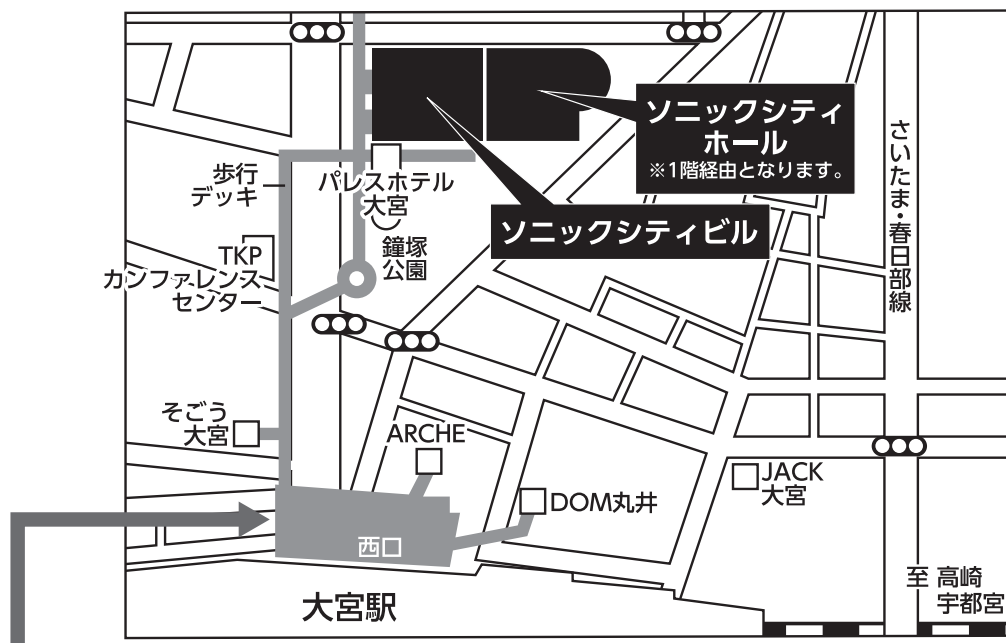 ソニックシティ
ホール
※1階経由となります。
さいたま・春日部線
歩行
デッキ
パレスホテル
大宮
ソニックシティビル
鐘塚
公園
TKP
カンファレンス
センター
そごう
大宮
ARCHE
JACK
大宮
DOM丸井
西口
至 高崎
宇都宮
大宮駅